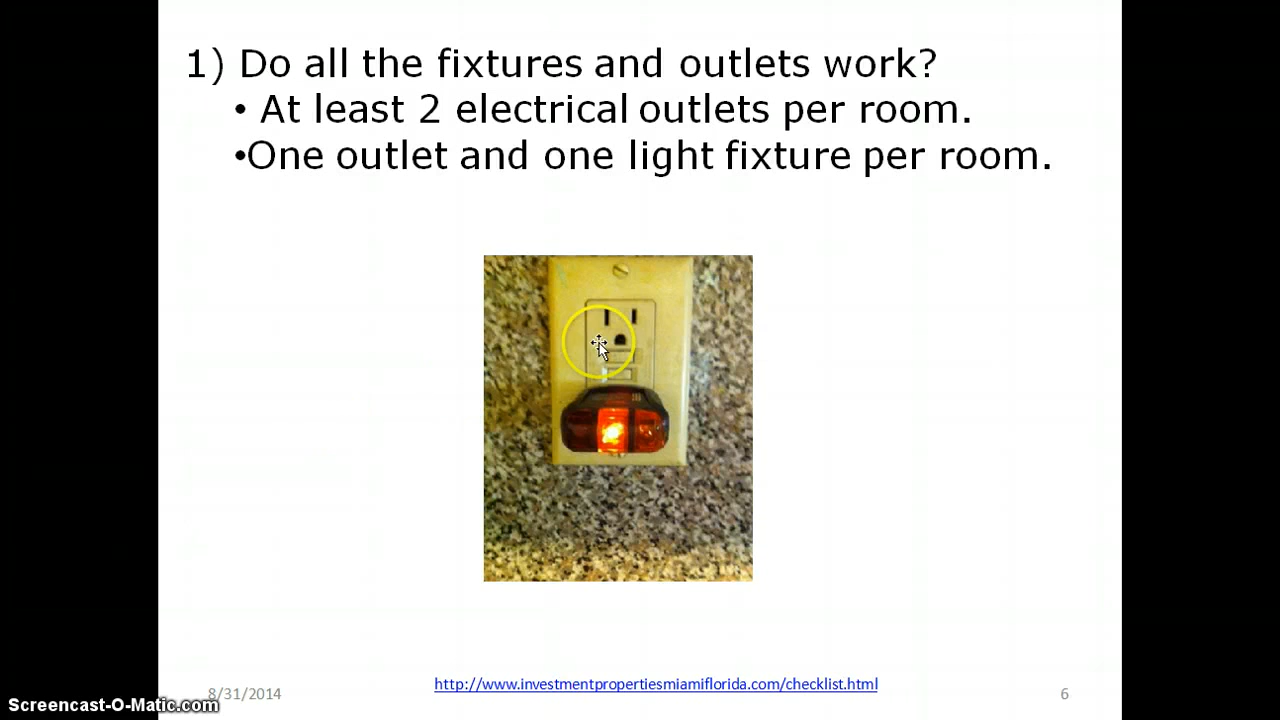 1) Do all the fixtures and outlets work?
• At least 2 electrical outlets per room.
•One outlet and one light fixture per room.
http://www.investmentpropertiesmiamiflorida.com/checklist.html
8/31/2014
6
Screencast-O-Matic.com